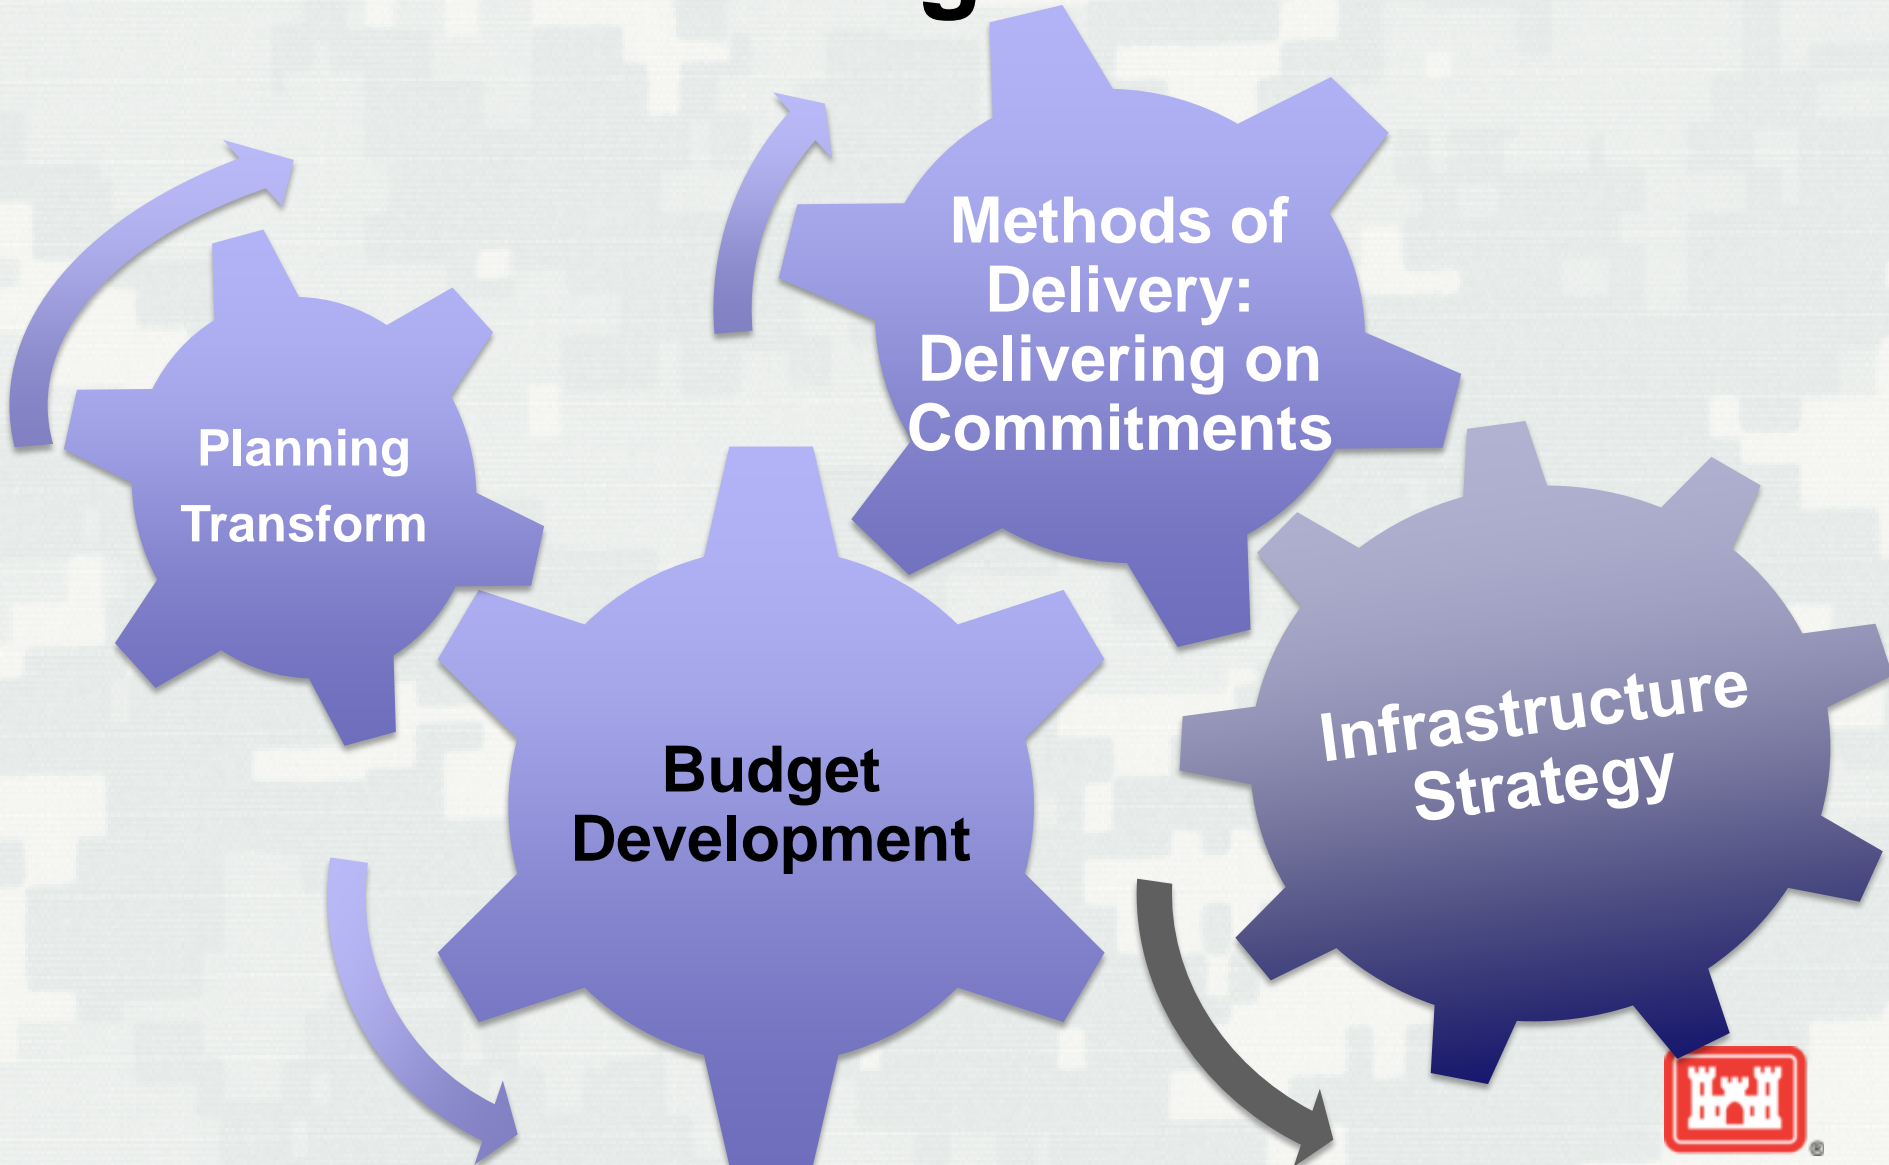 Planning
Transform
Methods of
Delivery:
Delivering on
Commitments
Budget
Development
Infrastructure
Strategy
®